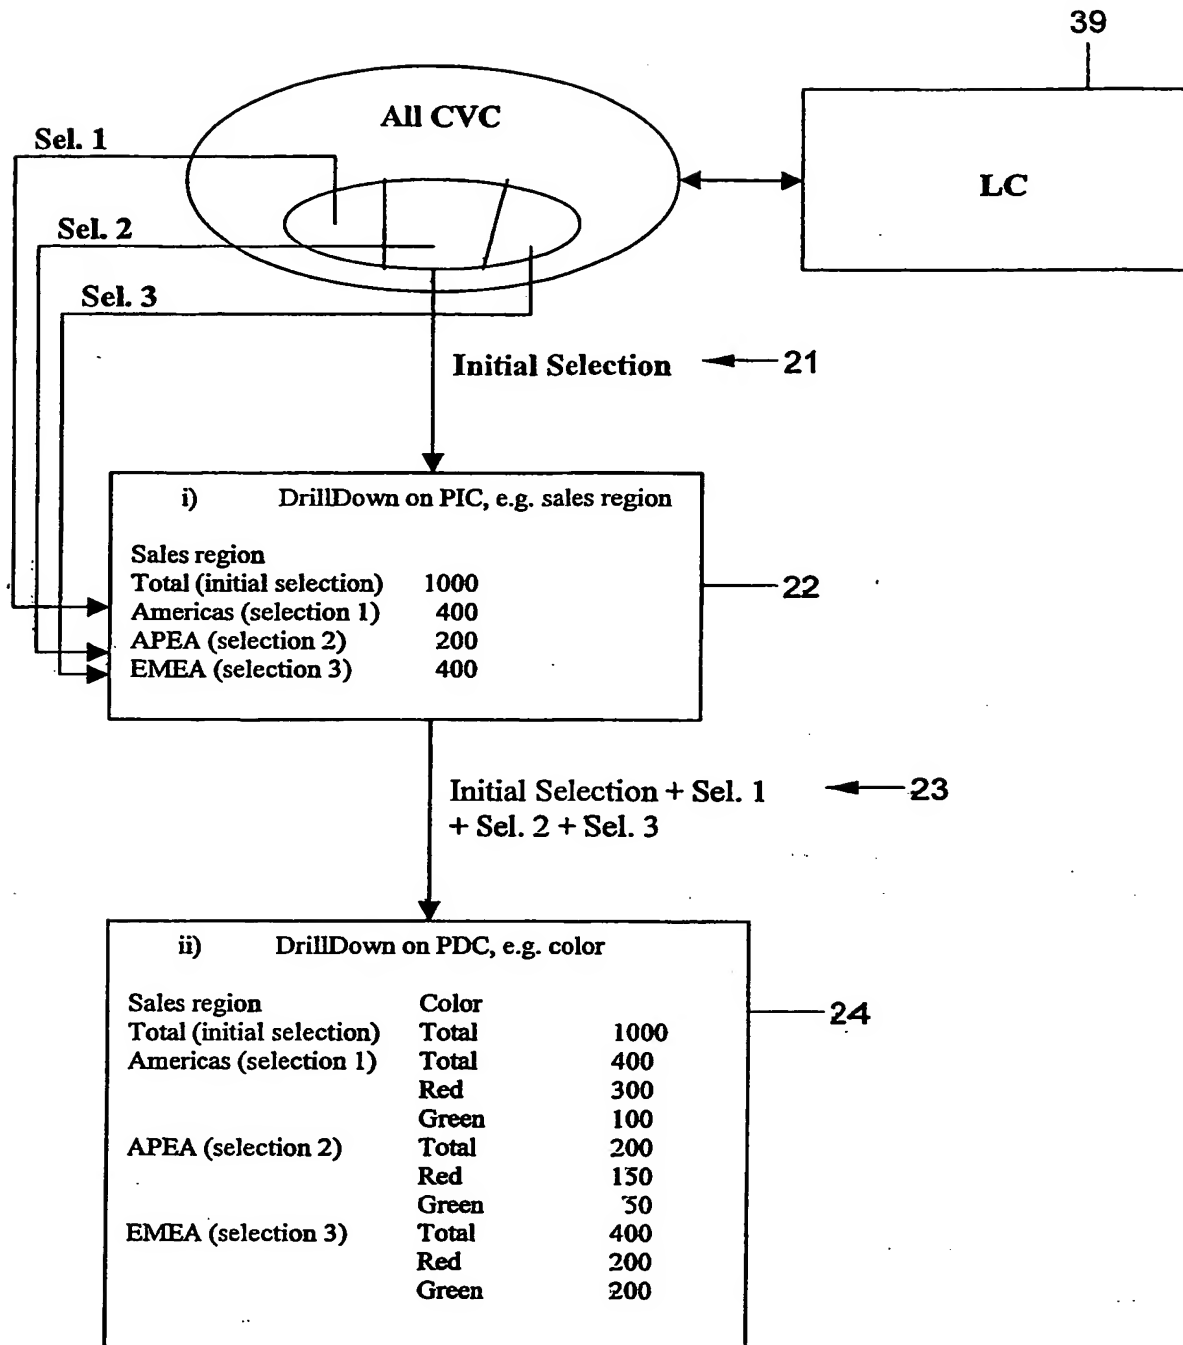 39
All CVC
Sel. 1
LC
Sel. 2
Sel. 3
Initial Selection 21
i) DrillDown on PIC, e.g. sales region
Sales region
Total (initial selection) 1000
22
Americas (selection 1) 400
APEA (selection 2) 200
EMEA (selection 3) 400
Initial Selection + Sel. 1 23
+ Sel. 2 + Sel. 3
ii) DrillDown on PDC, e.g. color
Sales region Color
24
Total (initial selection) Total 1000
Americas (selection 1) Total 400
Red 300
Green 100
APEA (selection 2) Total 200
Red 150
Green 50
EMEA (selection 3) Total 400
Red 200
Green 200